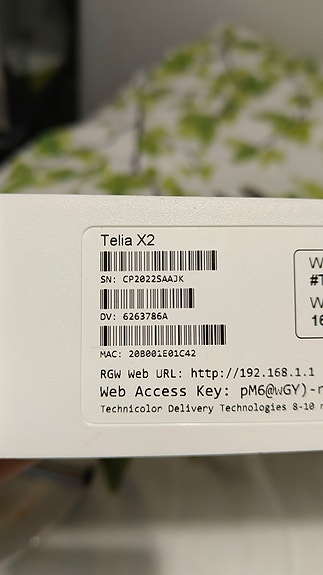 Telia X2
SN: CP2022SAAJK
DV: 6263786A
MAC: 20B001E01C42
RGW Web URL: http://192.168.1.1
Web Access Key: pM6@wGY)-
Technicolor Delivery Technologies 8-10
W
#T
W
16